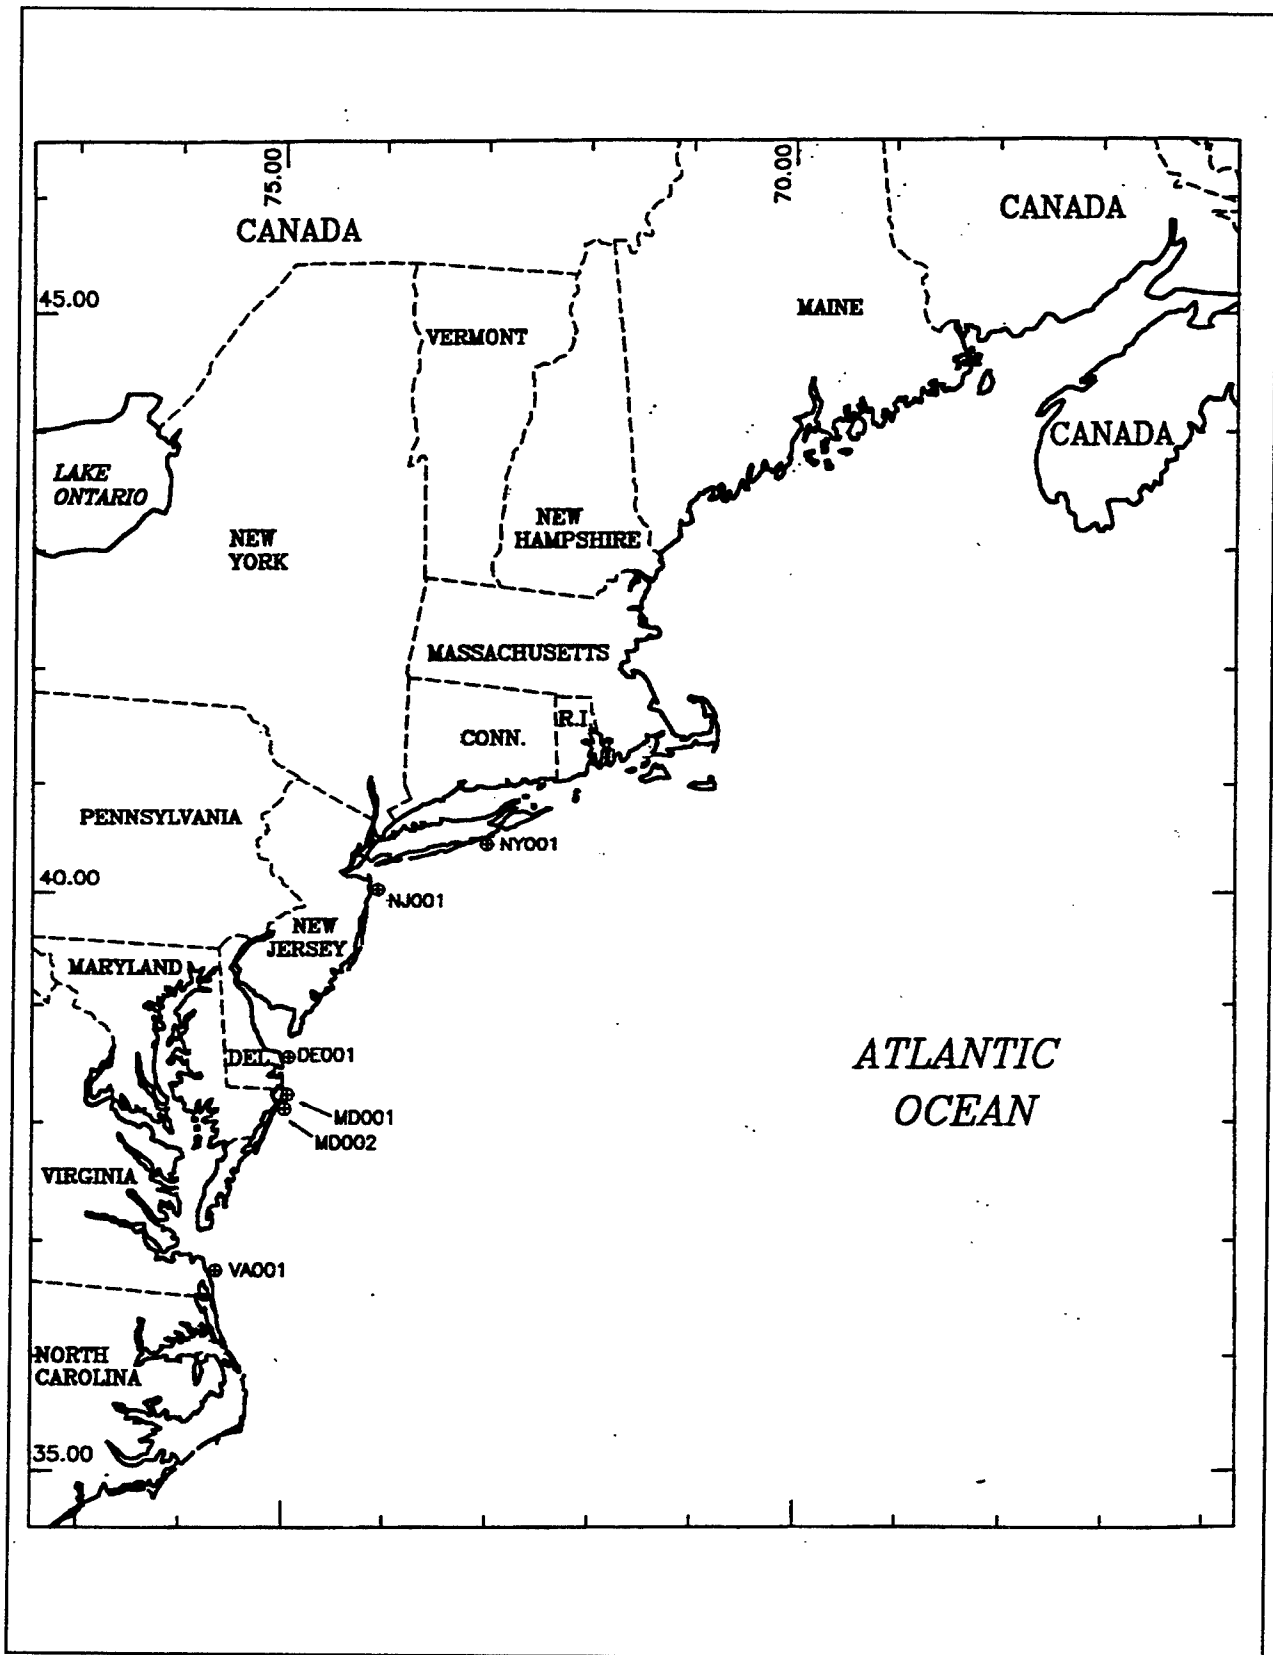 75.00
70.00
CANADA
CANADA
45.00
MAINE
VERMONT
CANADA
LAKE
ONTARIO
NEW
HAMPSHIRE
NEW
YORK
MASSACHUSETTS
R.I.
CONN.
PENNSYLVANIA
NY001
40.00
NJ001
NEW
JERSEY
MARYLAND
DEL.
DE001
ATLANTIC
OCEAN
MD001
MD002
VIRGINIA
VA001
NORTH
CAROLINA
35.00